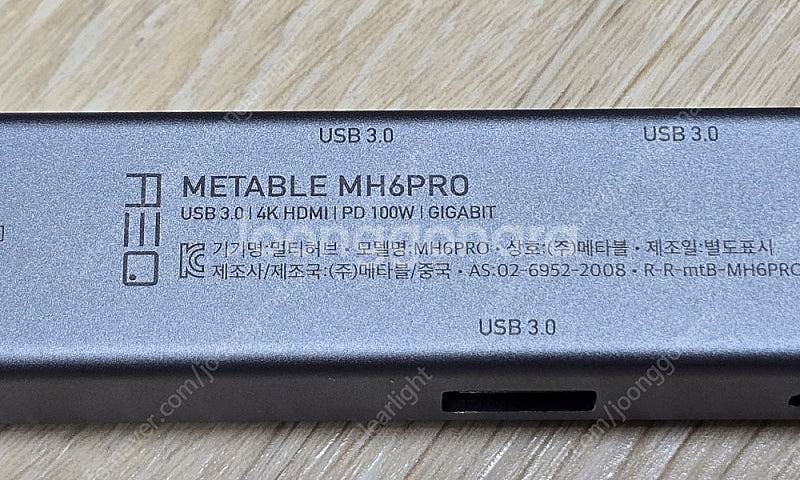 USB 3.0
USB 3.0
METABLE MH6PRO
USB 3.0 | 4K HDMI | PD 100W | GIGABIT
기기명:멀티허브 · 모델명:MH6PRO · 상호:(주)메타블 · 제조일:별도표시
제조사/제조국:(주)메타블/중국 · AS:02-6952-2008 · R-R-mtB-MH6PRO
USB 3.0
joonggonara
clearlight